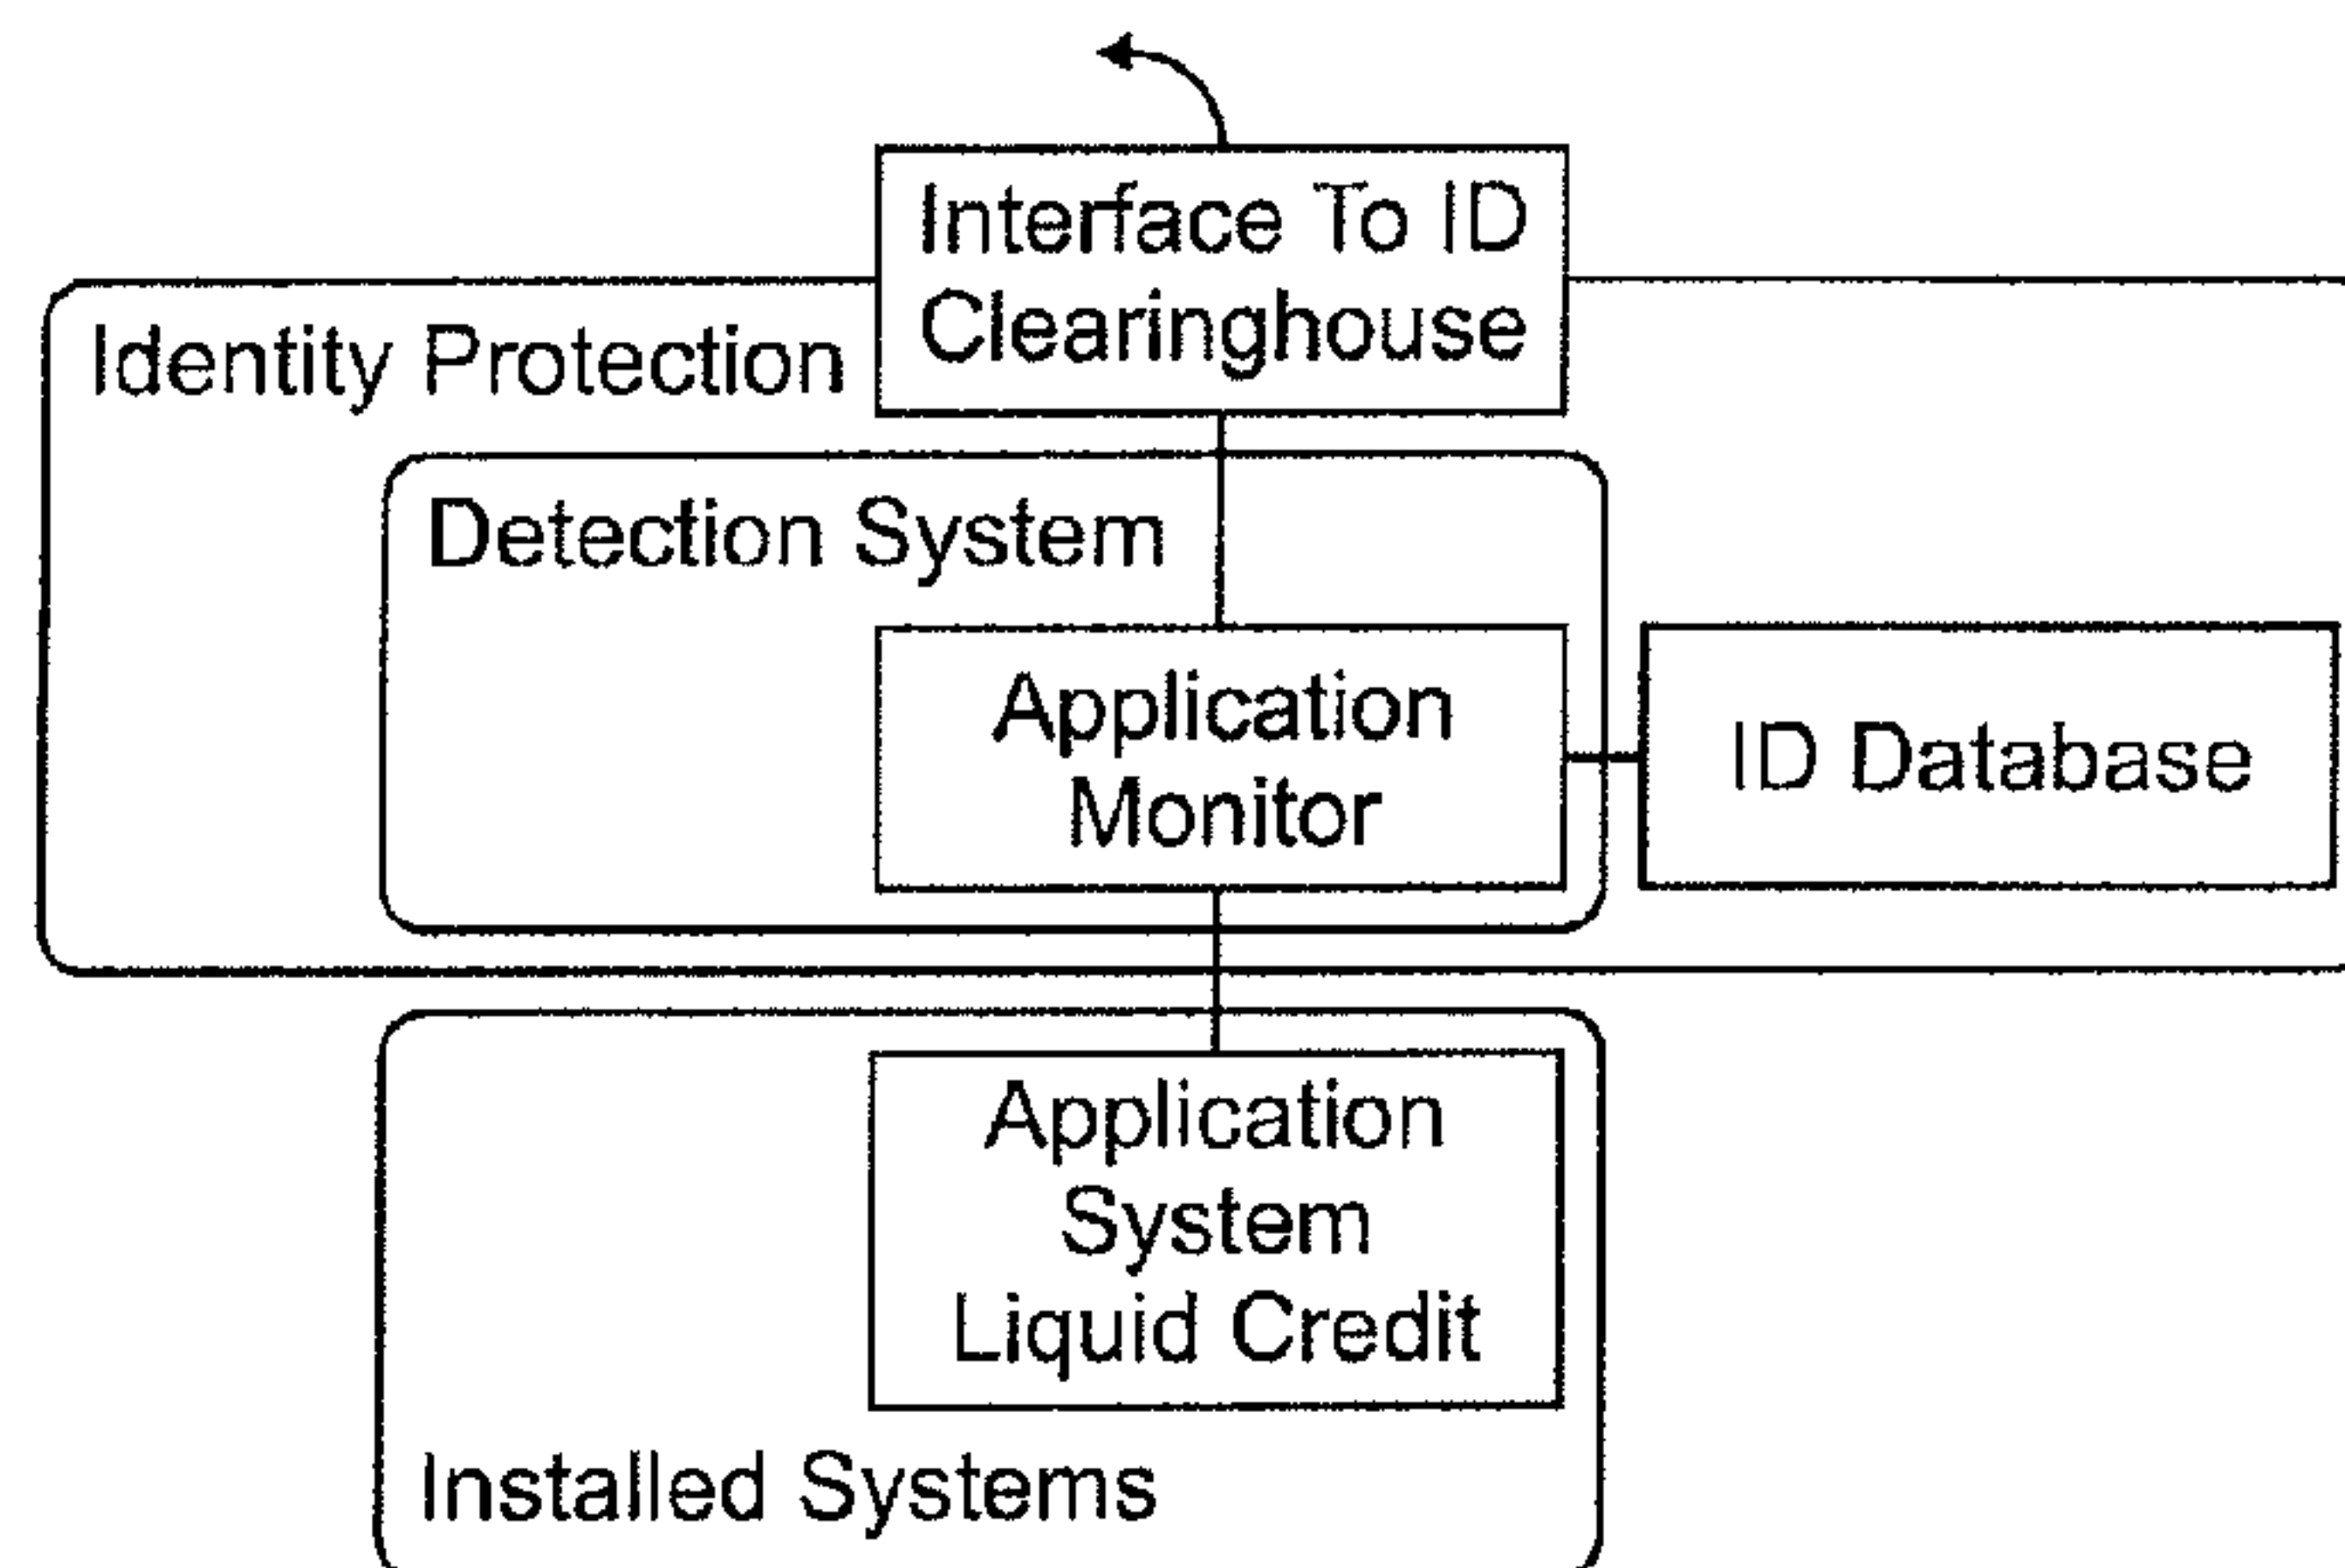 Interface To ID
Clearinghouse
Identity Protection
Detection System
Application
Monitor
ID Database
Application
System
Liquid Credit
Installed Systems